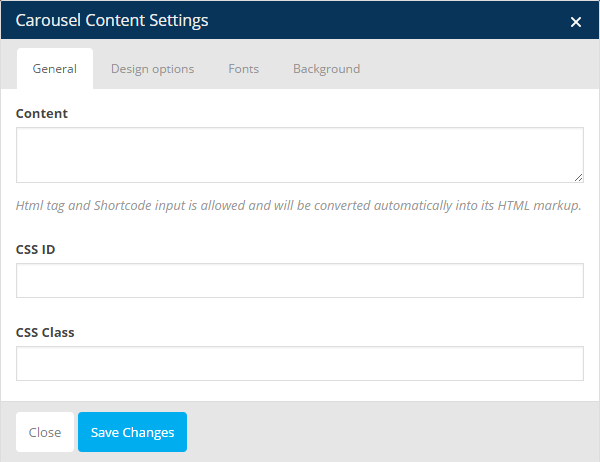 Carousel Content Settings
General Design options Fonts Background
Content
Html tag and Shortcode input is allowed and will be converted automatically into its HTML markup.
CSS ID
CSS Class
Close Save Changes